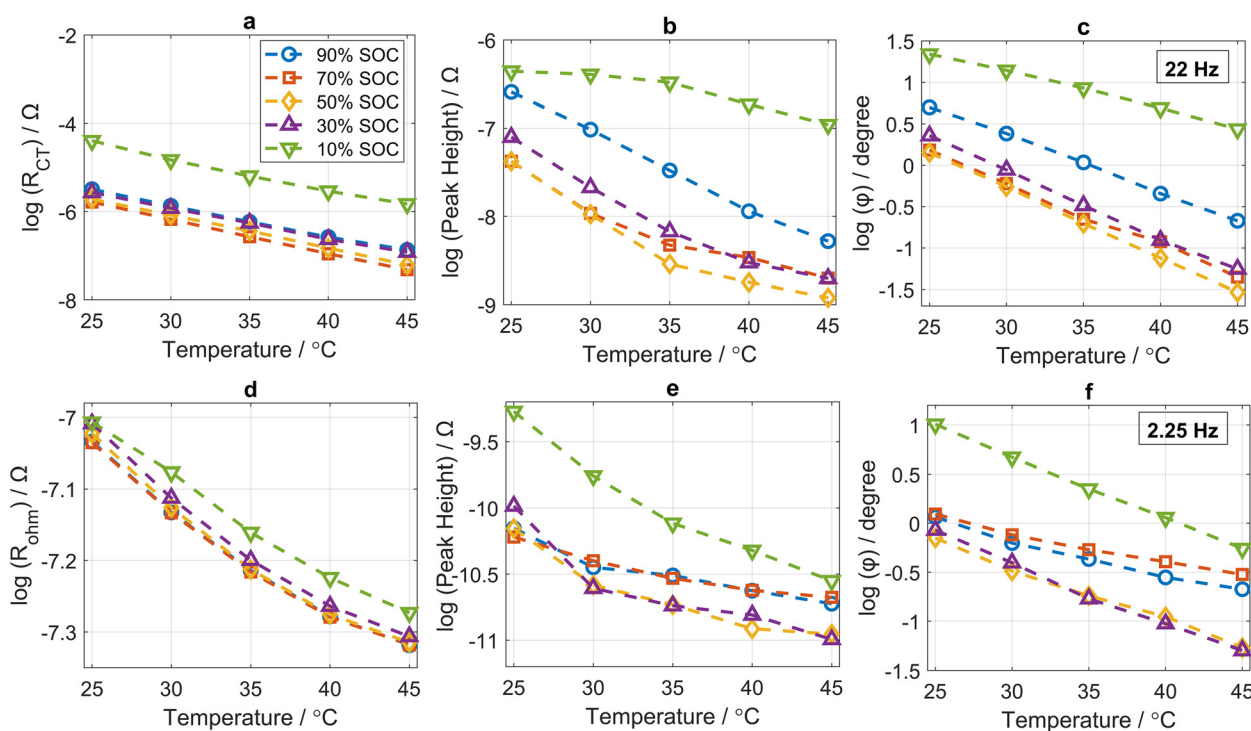 a
log (R_CT) / Ω
-2
-4
-6
-8
25
30
35
40
45
Temperature / °C
90% SOC
70% SOC
50% SOC
30% SOC
10% SOC
b
log (Peak Height) / Ω
-6
-7
-8
-9
25
30
35
40
45
Temperature / °C
c
log (φ) / degree
1.5
1
0.5
0
-0.5
-1
-1.5
25
30
35
40
45
Temperature / °C
22 Hz
d
log (R_ohm) / Ω
-7
-7.1
-7.2
-7.3
25
30
35
40
45
Temperature / °C
e
log (Peak Height) / Ω
-9.5
-10
-10.5
-11
25
30
35
40
45
Temperature / °C
f
log (φ) / degree
1
0.5
0
-0.5
-1
-1.5
25
30
35
40
45
Temperature / °C
2.25 Hz